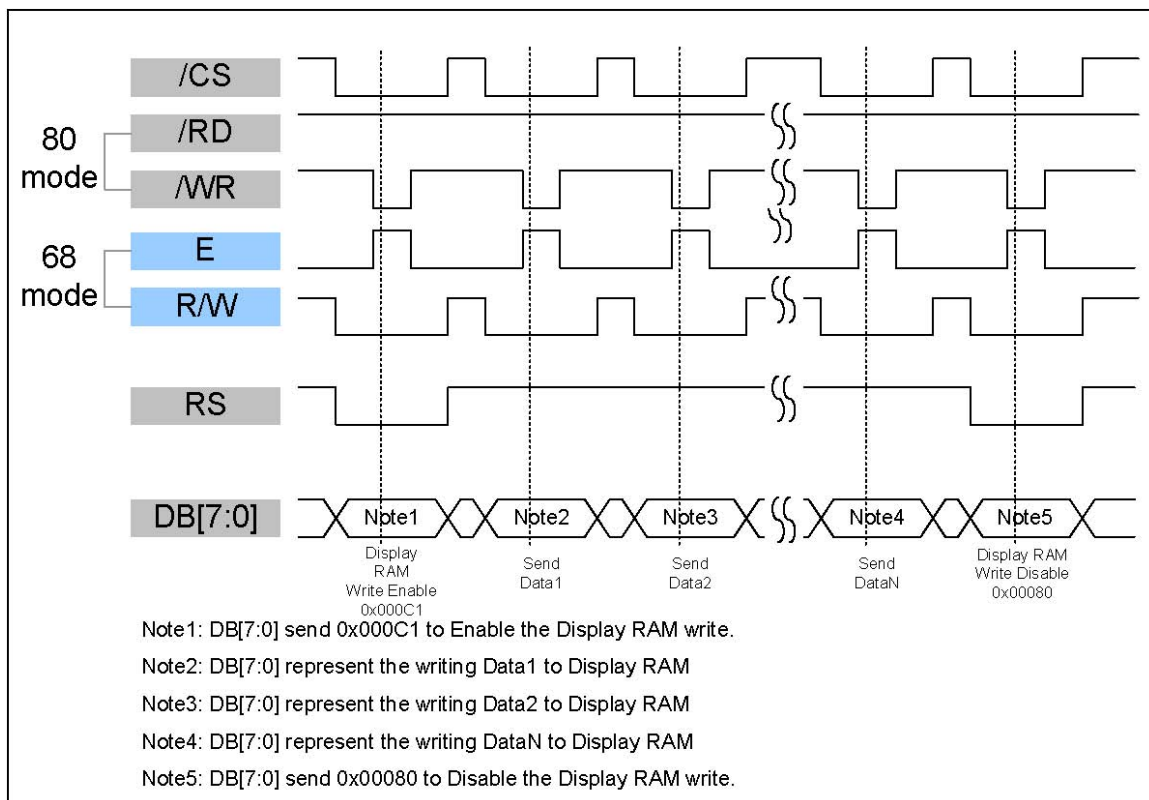 /CS
80
mode
/RD
/WR
68
mode
E
R/W
RS
DB[7:0]
Note1
Note2
Note3
Note4
Note5
Display
RAM
Write Enable
0x000C1
Send
Data1
Send
Data2
Send
DataN
Display RAM
Write Disable
0x00080
Note1: DB[7:0] send 0x000C1 to Enable the Display RAM write.
Note2: DB[7:0] represent the writing Data1 to Display RAM
Note3: DB[7:0] represent the writing Data2 to Display RAM
Note4: DB[7:0] represent the writing DataN to Display RAM
Note5: DB[7:0] send 0x00080 to Disable the Display RAM write.